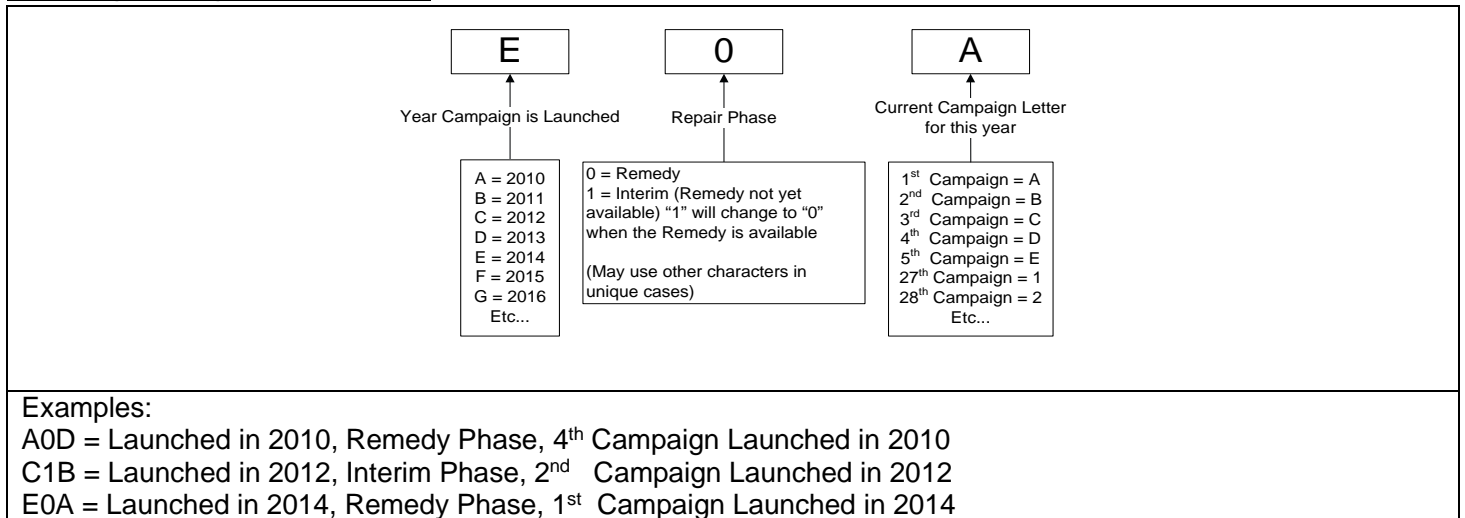 E
0
A
Year Campaign is Launched
Repair Phase
Current Campaign Letter
for this year
A = 2010
B = 2011
C = 2012
D = 2013
E = 2014
F = 2015
G = 2016
Etc...
0 = Remedy
1 = Interim (Remedy not yet
available) “1” will change to “0”
when the Remedy is available
(May use other characters in
unique cases)
1st Campaign = A
2nd Campaign = B
3rd Campaign = C
4th Campaign = D
5th Campaign = E
27th Campaign = 1
28th Campaign = 2
Etc...
Examples:
A0D = Launched in 2010, Remedy Phase, 4th Campaign Launched in 2010
C1B = Launched in 2012, Interim Phase, 2nd Campaign Launched in 2012
E0A = Launched in 2014, Remedy Phase, 1st Campaign Launched in 2014